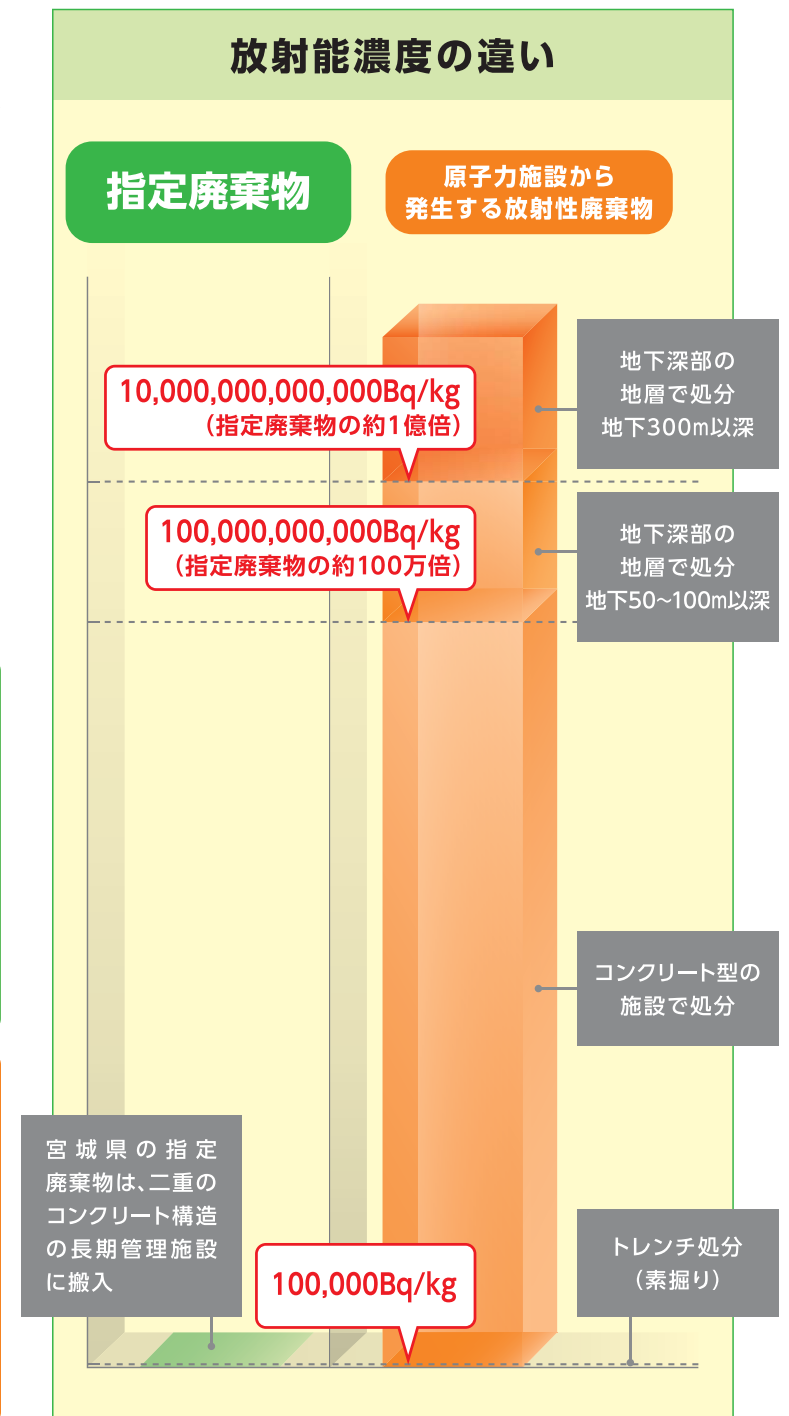 放射能濃度の違い
指定廃棄物
原子力施設から
発生する放射性廃棄物
10,000,000,000,000Bq/kg
（指定廃棄物の約1億倍）
地下深部の
地層で処分
地下300m以深
100,000,000,000Bq/kg
（指定廃棄物の約100万倍）
地下深部の
地層で処分
地下50~100m以深
コンクリート型の
施設で処分
宮城県の指定
廃棄物は、二重の
コンクリート構造
の長期管理施設
に搬入
100,000Bq/kg
トレンチ処分
（素掘り）